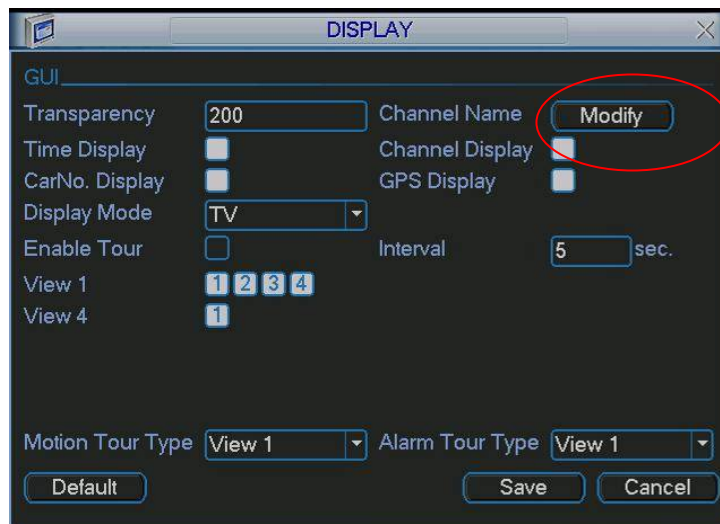 DISPLAY
GUI
Transparency 200 Channel Name Modify
Time Display Channel Display
CarNo. Display GPS Display
Display Mode TV
Enable Tour Interval 5 sec.
View 1 1 2 3 4
View 4 1
Motion Tour Type View 1 Alarm Tour Type View 1
Default Save Cancel